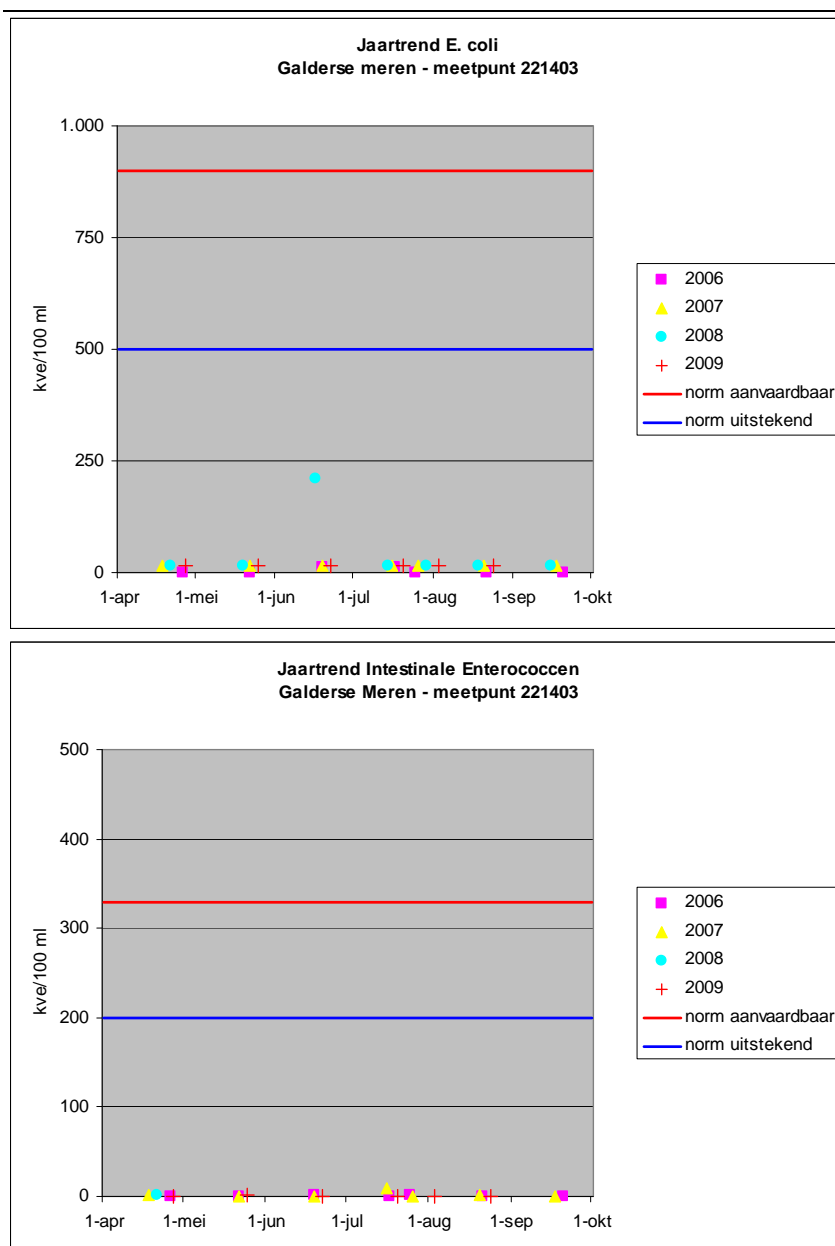 Jaartrend E. coli
Galderse meren - meetpunt 221403
1.000
750
500
250
0
kve/100 ml
1-apr 1-mei 1-jun 1-jul 1-aug 1-sep 1-okt
2006
2007
2008
2009
norm aanvaardbaar
norm uitstekend
Jaartrend Intestinale Enterococcen
Galderse Meren - meetpunt 221403
500
400
300
200
100
0
kve/100 ml
1-apr 1-mei 1-jun 1-jul 1-aug 1-sep 1-okt
2006
2007
2008
2009
norm aanvaardbaar
norm uitstekend